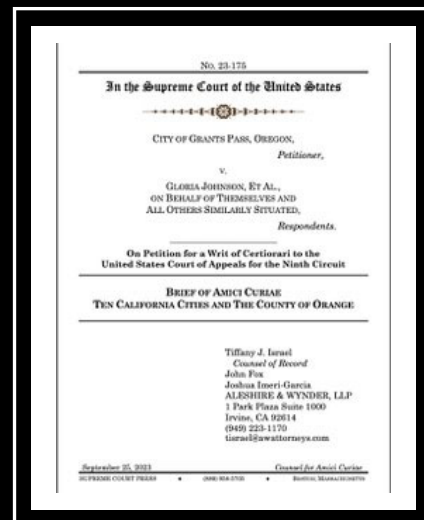 No. 23-175
In the Supreme Court of the United States
CITY OF GRANTS PASS, OREGON,
Petitioner,
v.
GLORIA JOHNSON, ET AL.,
ON BEHALF OF THEMSELVES AND
ALL OTHERS SIMILARLY SITUATED,
Respondents.
On Petition for a Writ of Certiorari to the
United States Court of Appeals for the Ninth Circuit
BRIEF OF AMICI CURIAE
TEN CALIFORNIA CITIES AND THE COUNTY OF ORANGE
Tiffany J. Israel
Counsel of Record
John Fox
Joshua Imeri-Garcia
ALESHIRE & WYNDER, LLP
1 Park Plaza Suite 1000
Irvine, CA 92614
(949) 223-1170
tisrael@awattorneys.com
September 25, 2023 Counsel for Amici Curiae
SUPREME COURT PRESS • (888) 958-5705 • BOSTON, MASSACHUSETTS